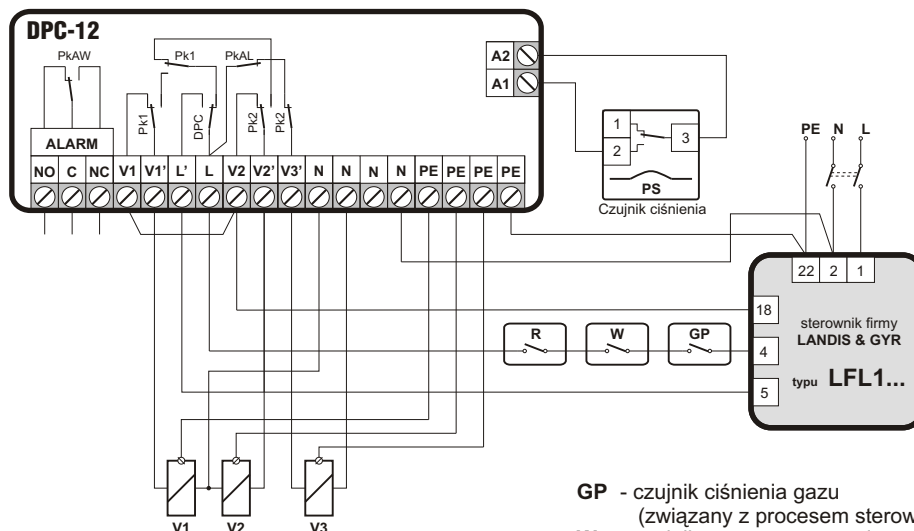 DPC-12
PkAW
Pk1
PkAL
Pk1
DPC
Pk2
Pk2
A2
A1
ALARM
NO C NC V1 V1' L' L V2 V2' V3' N N N N PE PE PE PE
1
2
3
PS
Czujnik ciśnienia
PE N L
22 2 1
18
4
5
sterownik firmy
LANDIS & GYR
typu LFL1...
R
W
GP
V1
V2
V3
GP - czujnik ciśnienia gazu
(związany z procesem sterow